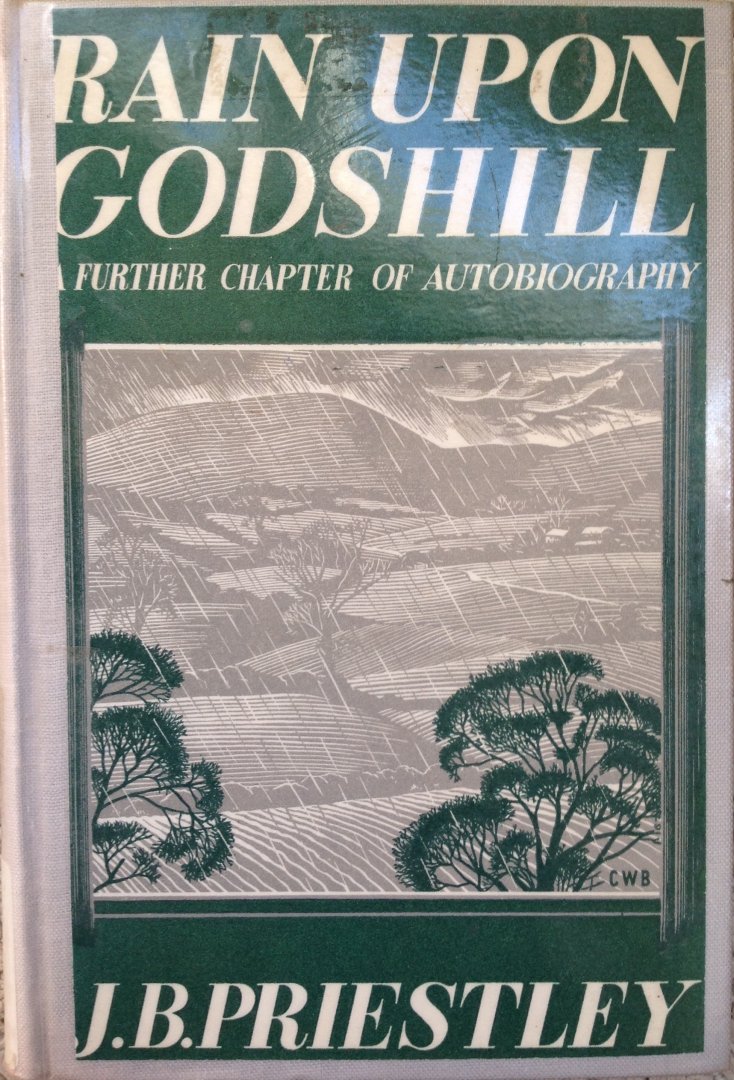 RAIN UPON
GODSHILL
A FURTHER CHAPTER OF AUTOBIOGRAPHY
CWB
J.B.PRIESTLEY